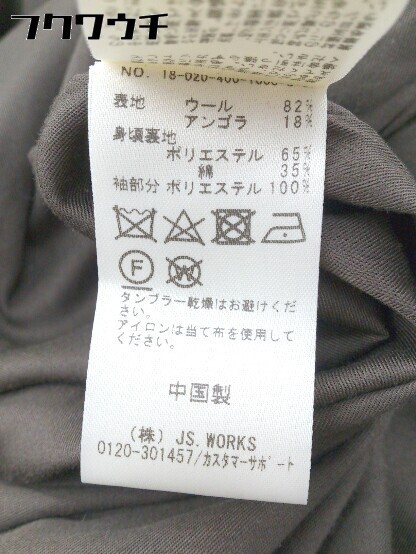 フクワウチ
NO. 18-020-400-
表地 ウール 82%
アンゴラ 18%
身頃裏地
ポリエステル 65%
綿 35%
袖部分 ポリエステル 100%
F
W
タンブラー乾燥はお避けくだ
さい。
アイロンは当て布を使用して
ください。
中国製
(株) JS.WORKS
0120-301457/カスタマーサポート